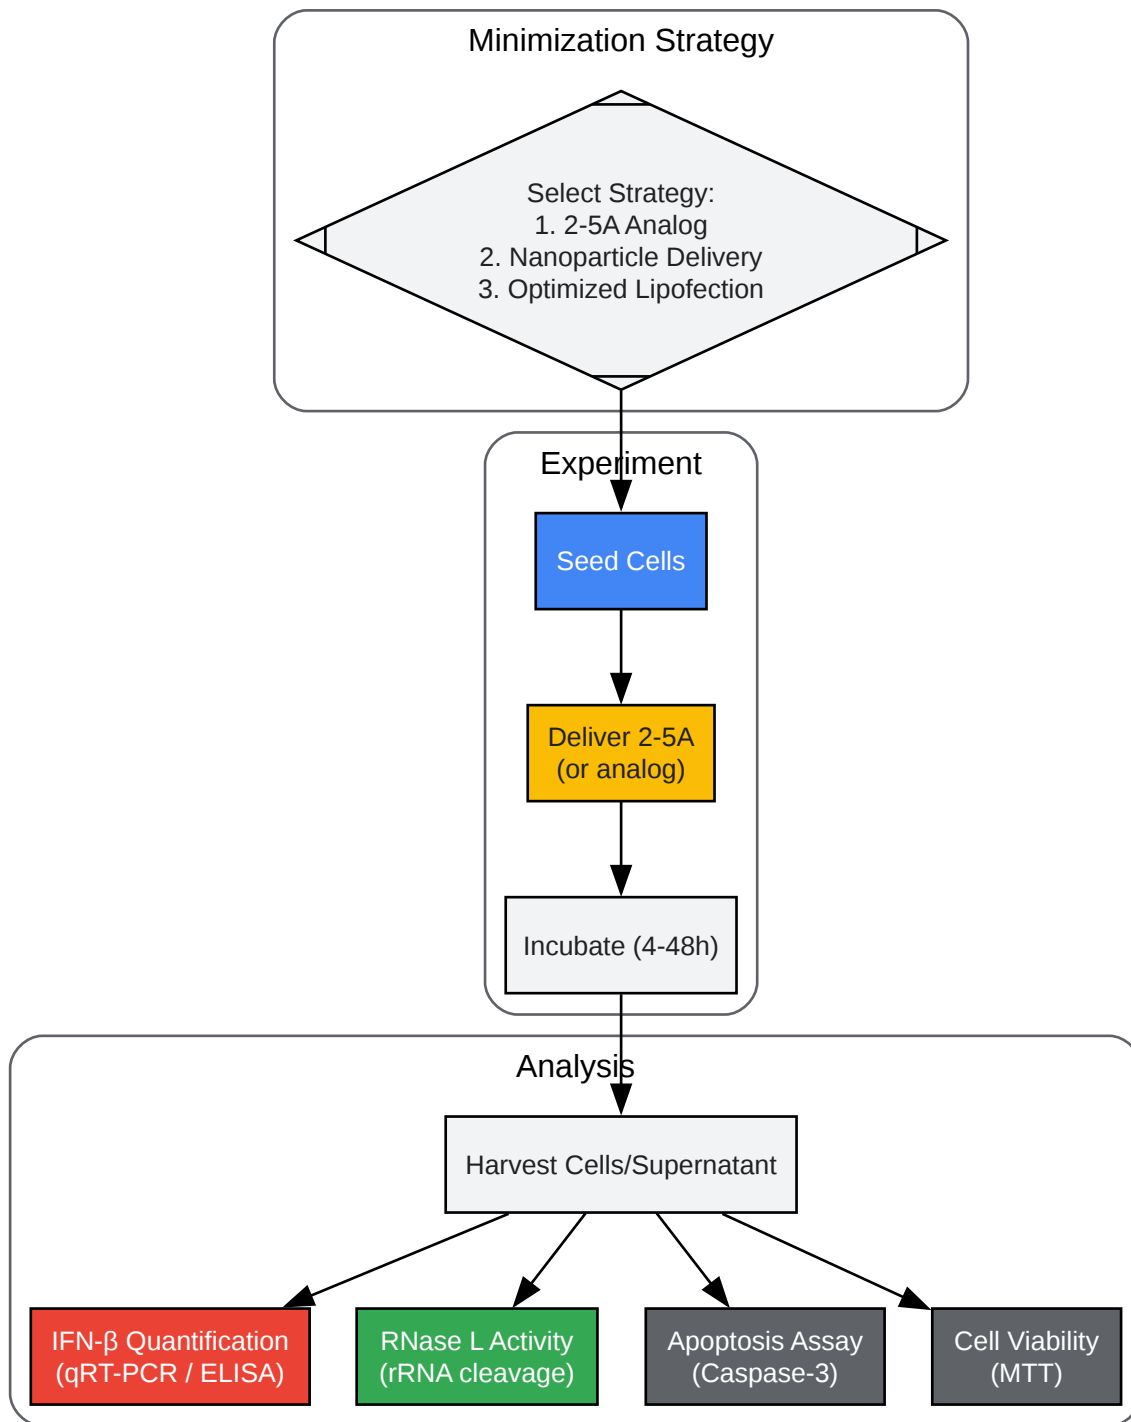 Minimization Strategy
Select Strategy:
1. 2-5A Analog
2. Nanoparticle Delivery
3. Optimized Lipofection
Experiment
Seed Cells
Deliver 2-5A
(or analog)
Incubate (4-48h)
Analysis
Harvest Cells/Supernatant
IFN-β Quantification
(qRT-PCR / ELISA)
RNase L Activity
(rRNA cleavage)
Apoptosis Assay
(Caspase-3)
Cell Viability
(MTT)